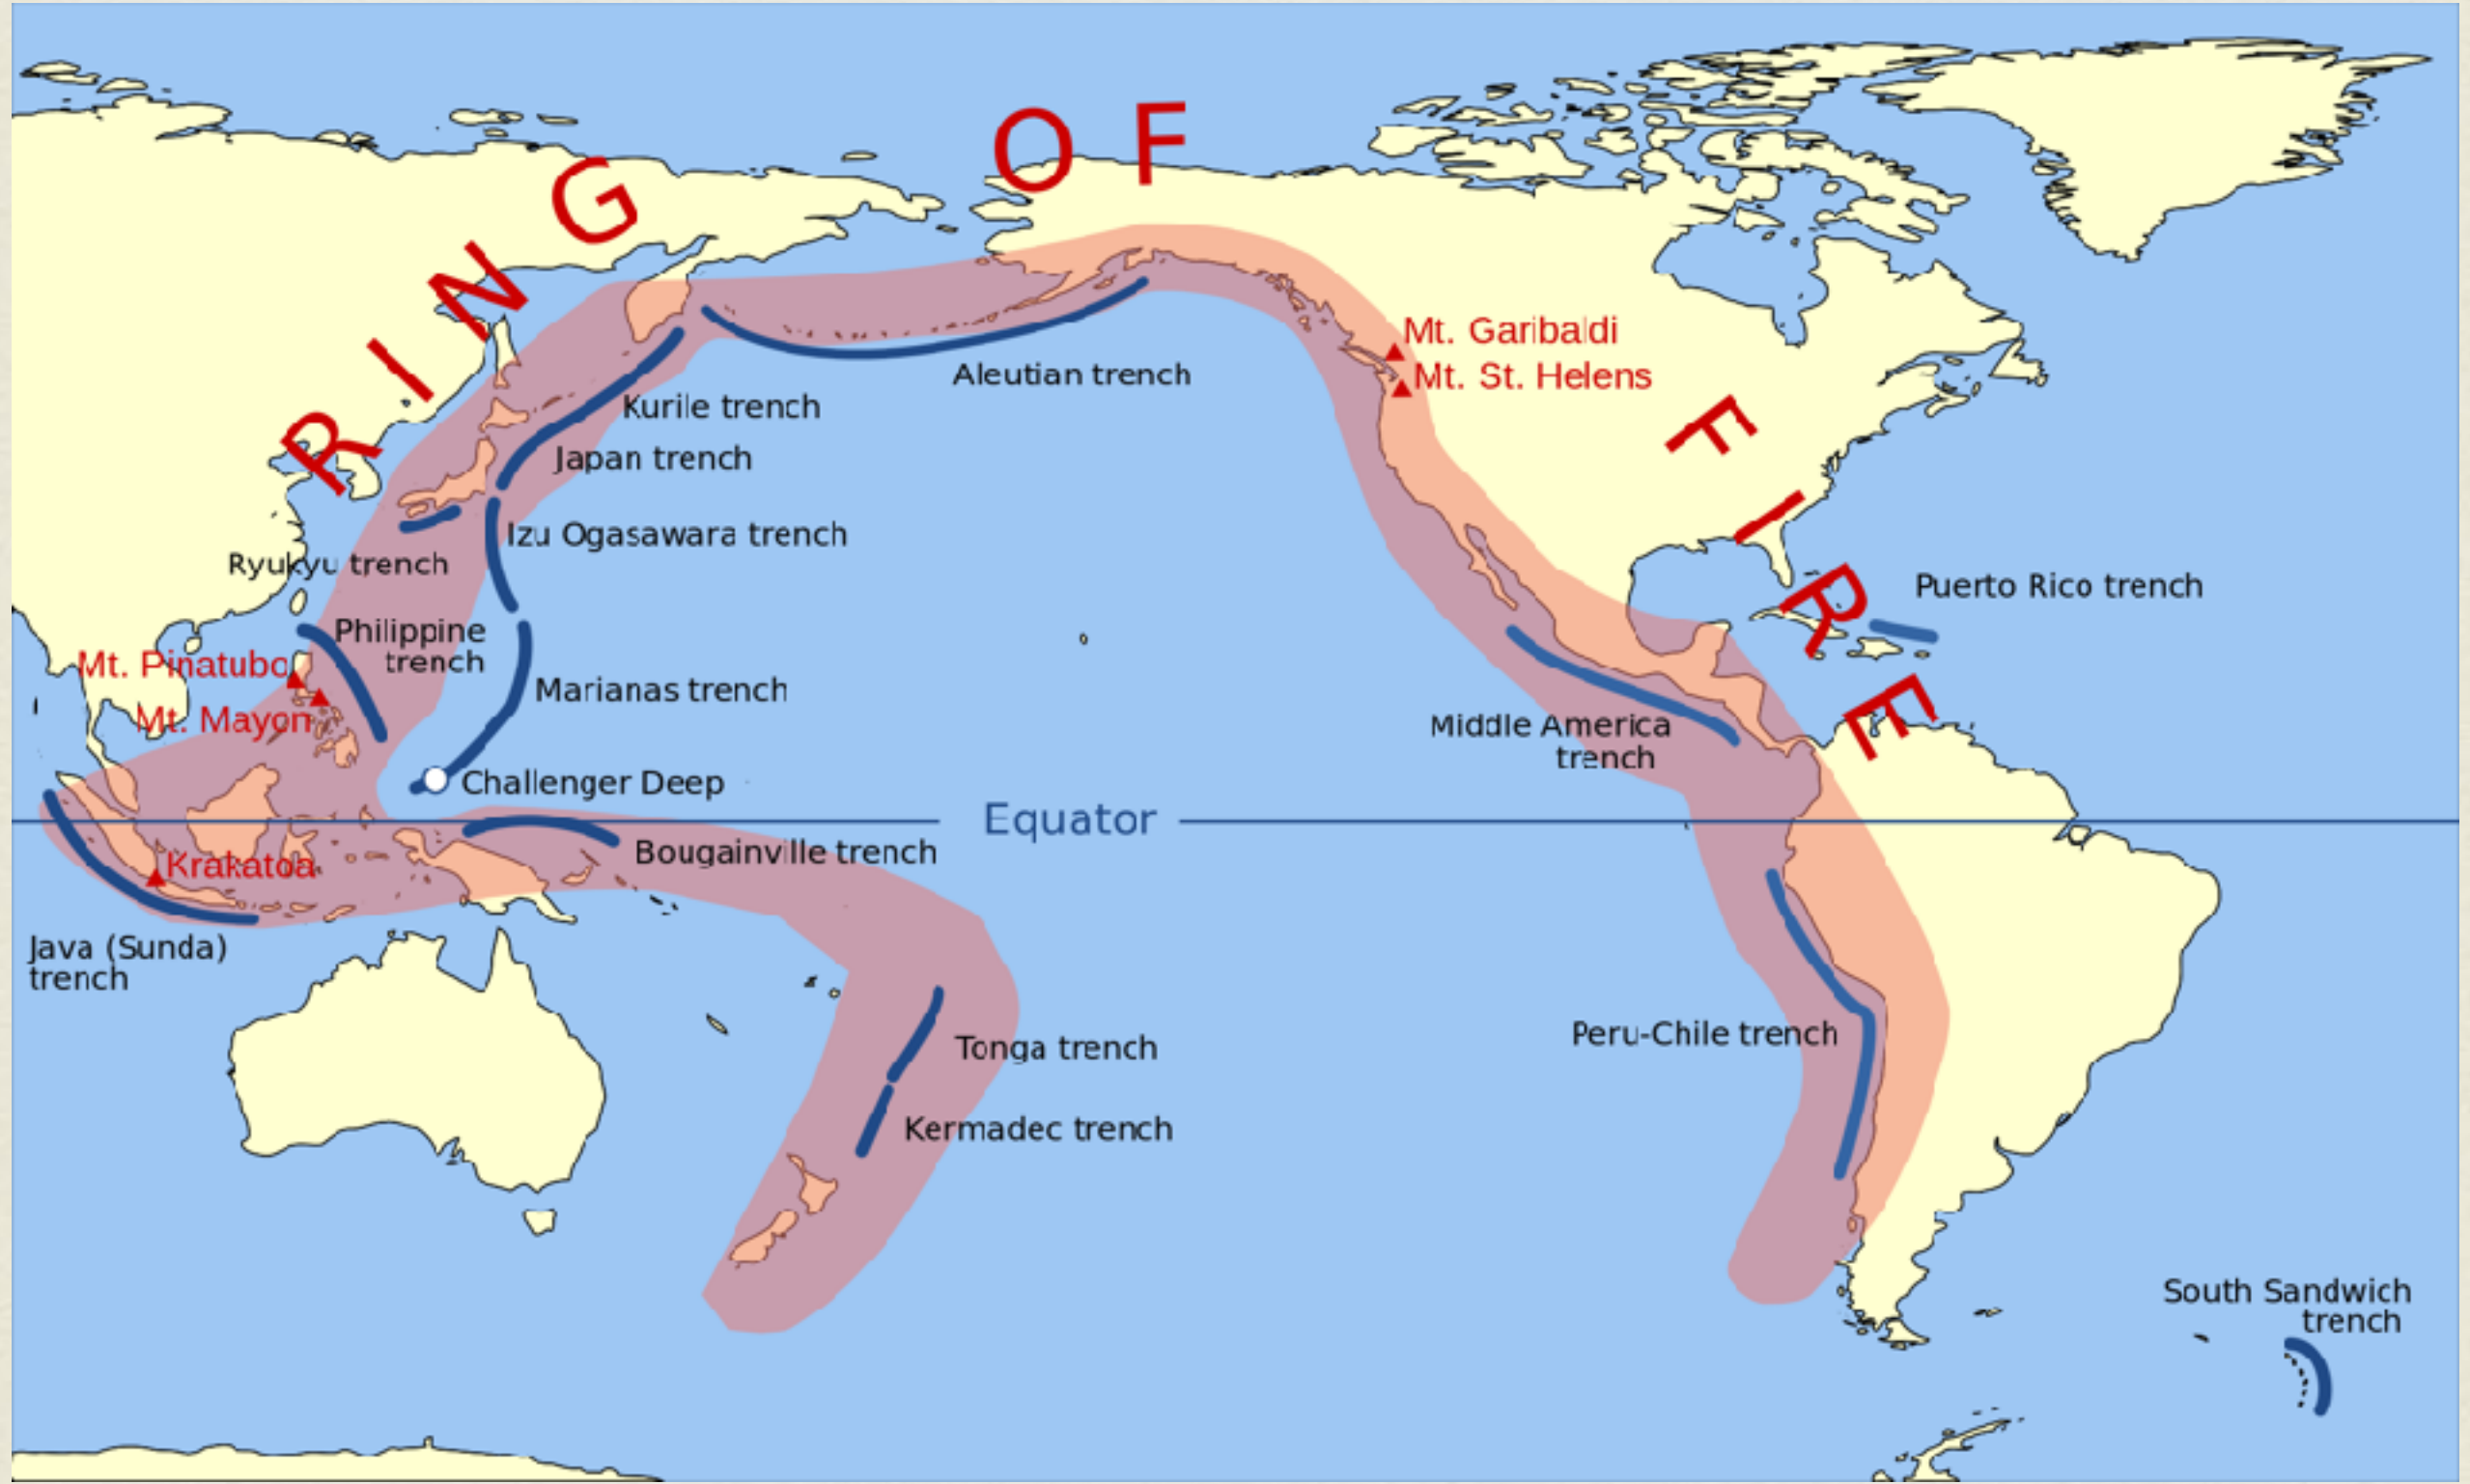 RING OF FIRE
Mt. Garibaldi
Mt. St. Helens
Aleutian trench
Kurile trench
Japan trench
Izu Ogasawara trench
Ryukyu trench
Puerto Rico trench
Philippine
trench
Mt. Pinatubo
Marianas trench
Mt. Mayon
Middle America
trench
Challenger Deep
Equator
Bougainville trench
Krakatoa
Java (Sunda)
trench
Peru-Chile trench
Tonga trench
Kermadec trench
South Sandwich
trench